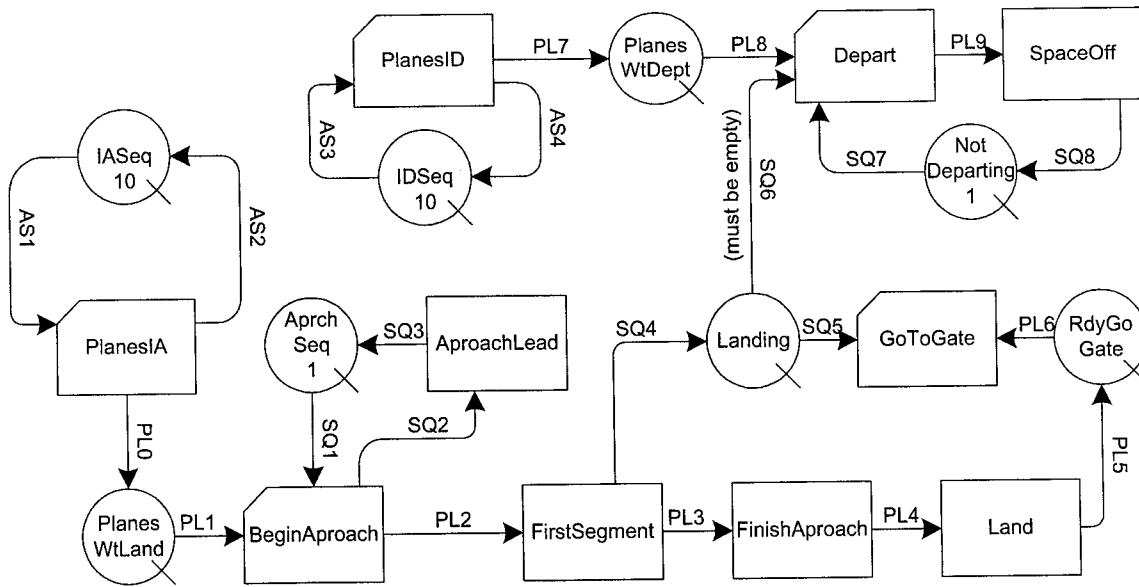 PlanesID
PL7
Planes
WtDept
PL8
Depart
PL9
SpaceOff
AS3
AS4
IDSeq
10
(must be empty)
SQ6
SQ7
Not
Departing
1
SQ8
IASeq
10
AS1
AS2
PlanesIA
PL0
Aprch
Seq
1
SQ3
AproachLead
SQ1
SQ2
SQ4
Landing
SQ5
GoToGate
PL6
RdyGo
Gate
PL5
Planes
WtLand
PL1
BeginAproach
PL2
FirstSegment
PL3
FinishAproach
PL4
Land